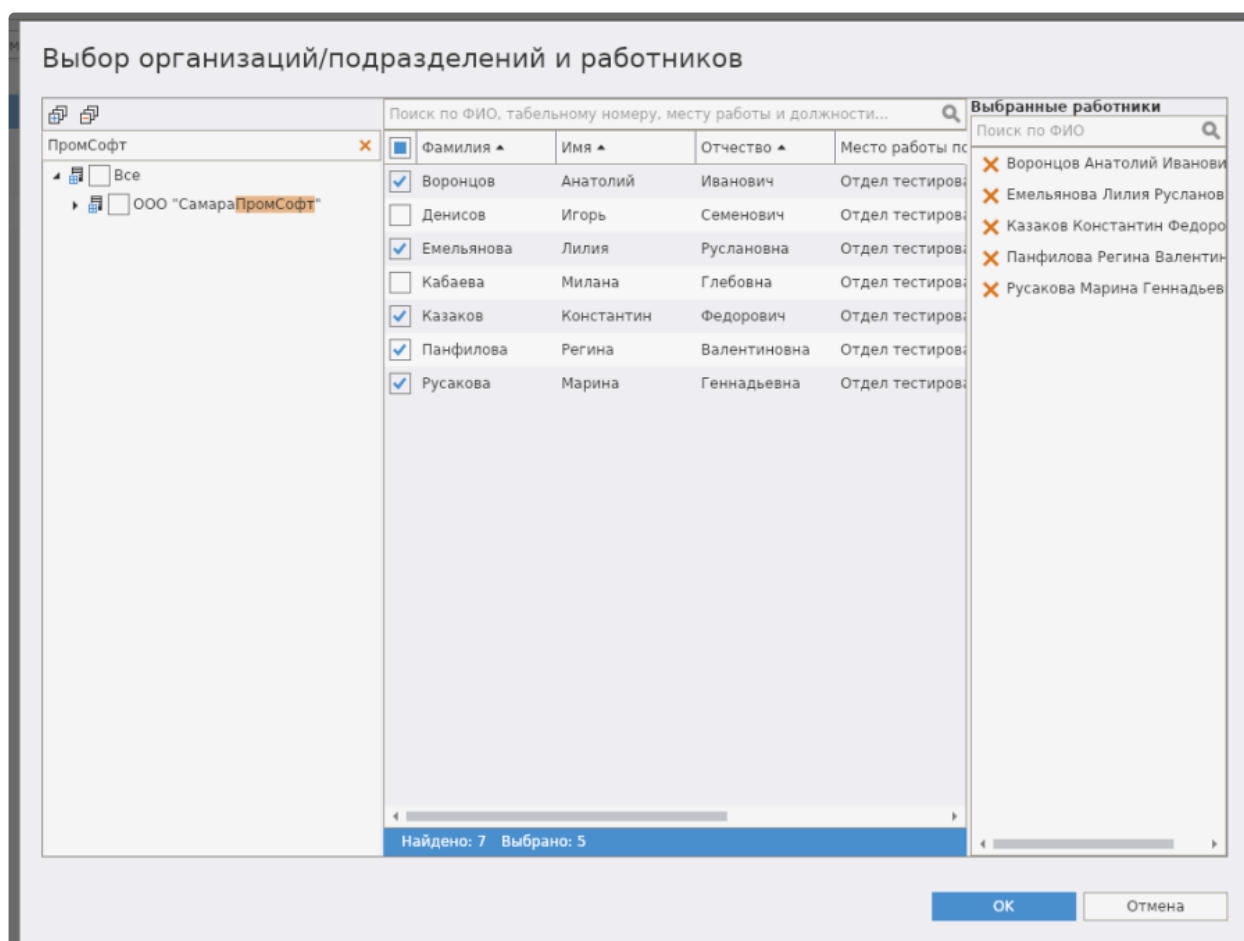 Выбор организаций/подразделений и работников
ПромСофт
Все
ООО "СамараПромСофт"
Поиск по ФИО, табельному номеру, месту работы и должности...
Фамилия Имя Отчество Место работы по
Воронцов Анатолий Иванович Отдел тестирова
Денисов Игорь Семенович Отдел тестирова
Емельянова Лилия Руслановна Отдел тестирова
Кабаева Милана Глебовна Отдел тестирова
Казаков Константин Федорович Отдел тестирова
Панфилова Регина Валентиновна Отдел тестирова
Русакова Марина Геннадьевна Отдел тестирова
Найдено: 7 Выбрано: 5
Выбранные работники
Поиск по ФИО
Воронцов Анатолий Иванови
Емельянова Лилия Русланов
Казаков Константин Федоро
Панфилова Регина Валентин
Русакова Марина Геннадьев
ОК
Отмена